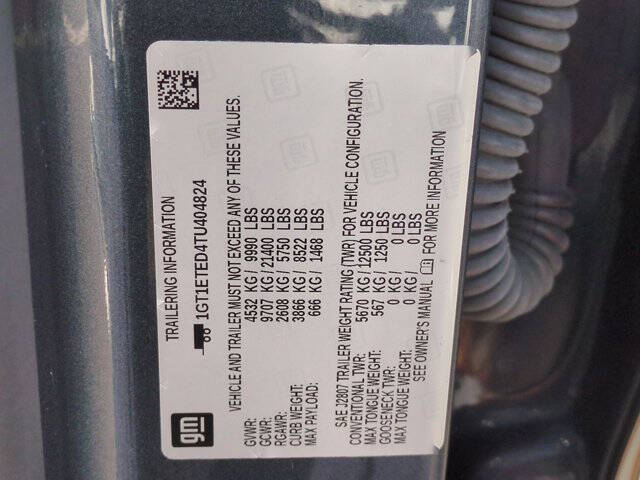 gm
TRAILERING INFORMATION
1GT1ETED4TU404824
VEHICLE AND TRAILER MUST NOT EXCEED ANY OF THESE VALUES.
GVWR: 4532 KG / 9990 LBS
GCWR: 9707 KG / 21400 LBS
RGAWR: 2608 KG / 5750 LBS
CURB WEIGHT: 3866 KG / 8522 LBS
MAX PAYLOAD: 666 KG / 1468 LBS
SAE J2807 TRAILER WEIGHT RATING (TWR) FOR VEHICLE CONFIGURATION.
CONVENTIONAL TWR: 5670 KG / 12500 LBS
MAX TONGUE WEIGHT: 567 KG / 1250 LBS
GOOSENECK TWR: 0 KG / 0 LBS
MAX TONGUE WEIGHT: 0 KG / 0 LBS
SEE OWNER'S MANUAL FOR MORE INFORMATION